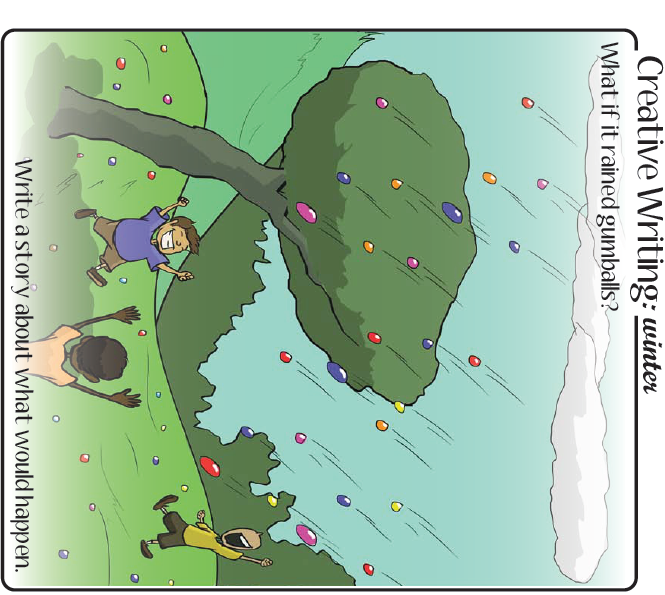 Creative Writing: winter
What if it rained gumballs?
Write a story about what would happen.